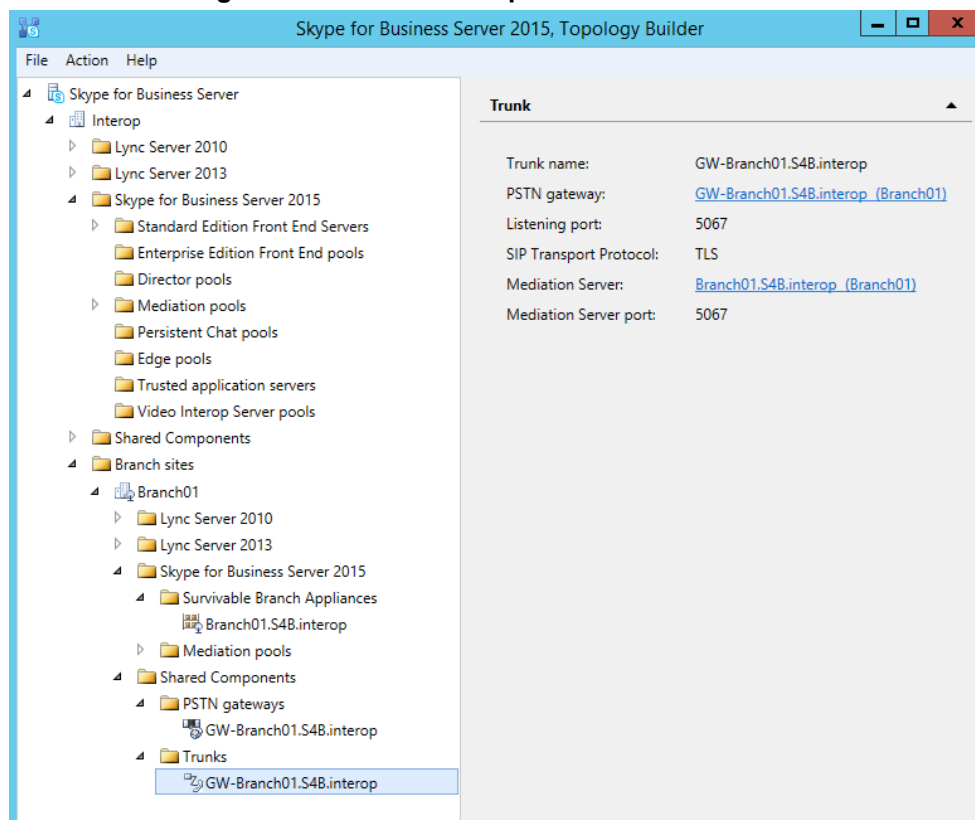 Skype for Business Server 2015, Topology Builder
File Action Help
Skype for Business Server
Interop
Lync Server 2010
Lync Server 2013
Skype for Business Server 2015
Standard Edition Front End Servers
Enterprise Edition Front End pools
Director pools
Mediation pools
Persistent Chat pools
Edge pools
Trusted application servers
Video Interop Server pools
Shared Components
Branch sites
Branch01
Lync Server 2010
Lync Server 2013
Skype for Business Server 2015
Survivable Branch Appliances
Branch01.S4B.interop
Mediation pools
Shared Components
PSTN gateways
GW-Branch01.S4B.interop
Trunks
GW-Branch01.S4B.interop
Trunk
Trunk name: GW-Branch01.S4B.interop
PSTN gateway: GW-Branch01.S4B.interop (Branch01)
Listening port: 5067
SIP Transport Protocol: TLS
Mediation Server: Branch01.S4B.interop (Branch01)
Mediation Server port: 5067